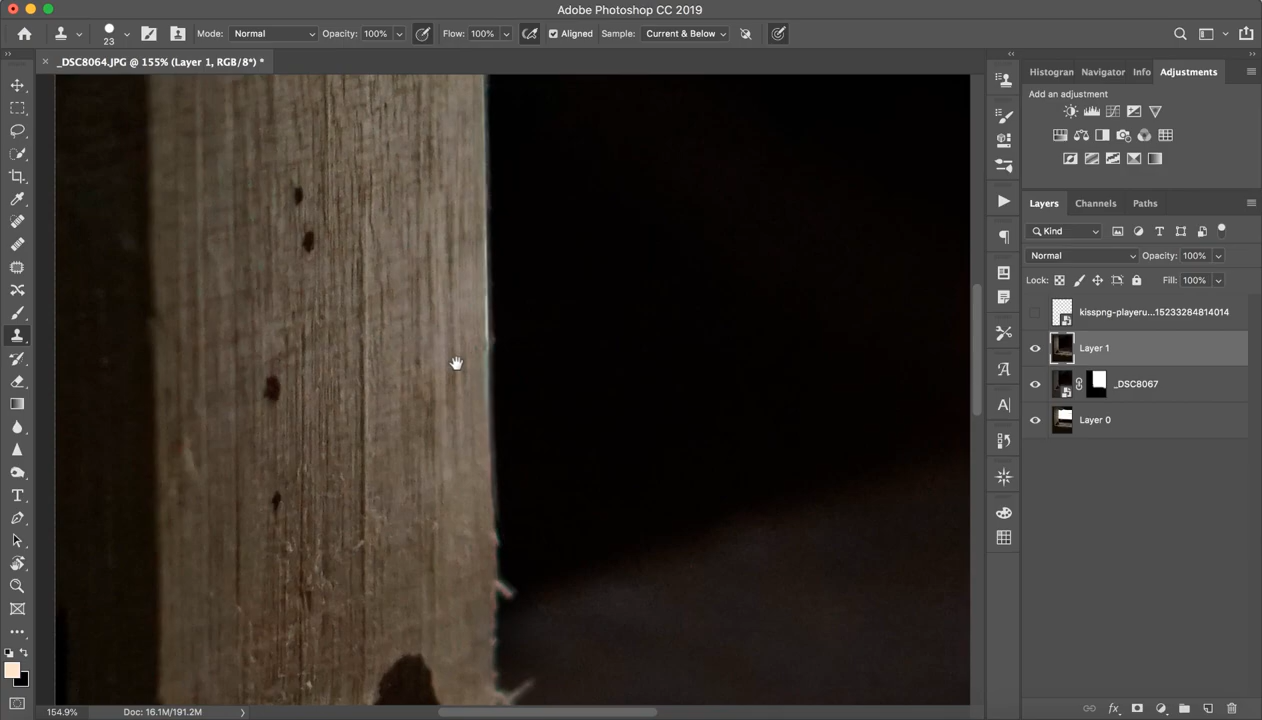 Adobe Photoshop CC 2019
23
Mode: Normal Opacity: 100% Flow: 100% Aligned Sample: Current & Below
_DSC8064.JPG @ 155% (Layer 1, RGB/8*) *
Histogran Navigator Info Adjustments
Add an adjustment
Layers Channels Paths
Kind
Normal Opacity: 100%
Lock: Fill: 100%
kisspng-playeru...15233284814014
Layer 1
_DSC8067
Layer 0
154.9% Doc: 16.1M/191.2M